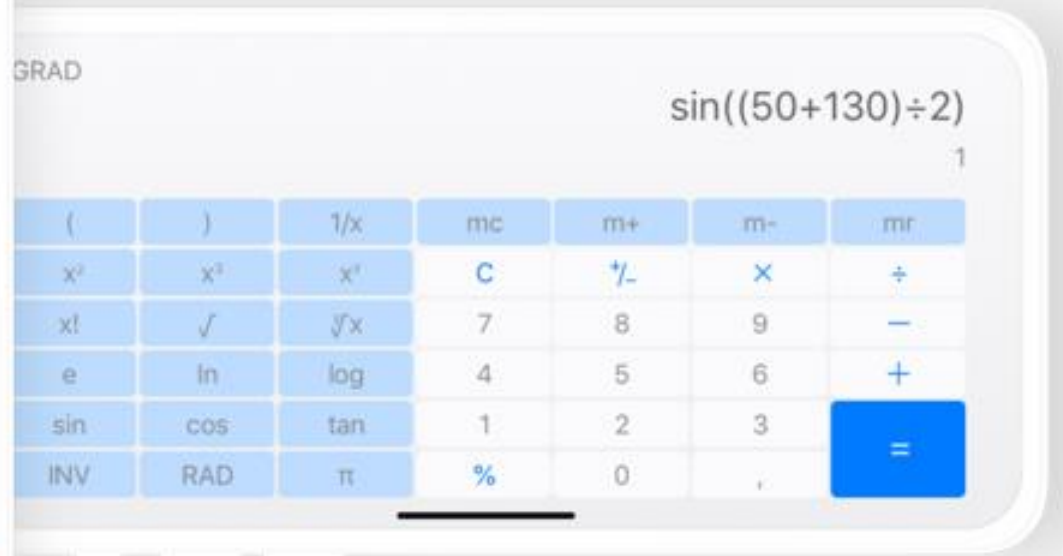 GRAD
sin((50+130)÷2)
1
( ) 1/x mc m+ m- mr
x² x³ C ⁺/₋ × ÷
x! √ 7 8 9 −
e ln log 4 5 6 +
sin cos tan 1 2 3 =
INV RAD π % 0 ,